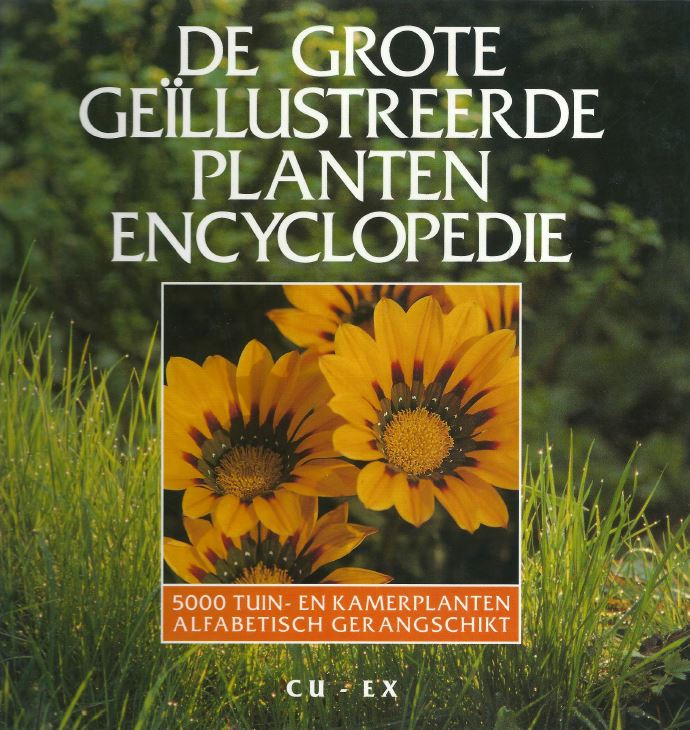 DE GROTE
GEÏLLUSTREERDE
PLANTEN
ENCYCLOPEDIE
5000 TUIN- EN KAMERPLANTEN
ALFABETISCH GERANGSCHIKT
CU - EX